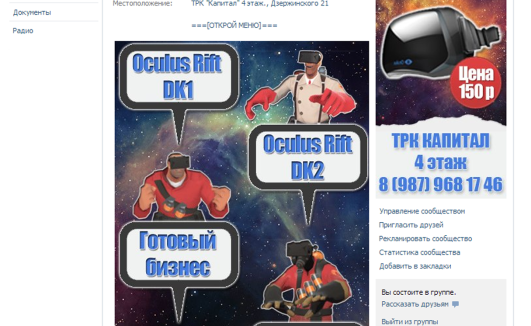 Документы
Радио
Местоположение: ТРК "Капитал" 4 этаж., Дзержинского 21
===[ОТКРОЙ МЕНЮ]===
Oculus Rift
DK1
Oculus Rift
DK2
Готовый
бизнес
Цена
150 р
ТРК КАПИТАЛ
4 этаж
8 (987) 968 17 46
Управление сообществом
Пригласить друзей
Рекламировать сообщество
Статистика сообщества
Добавить в закладки
Вы состоите в группе.
Рассказать друзьям
Выйти из группы